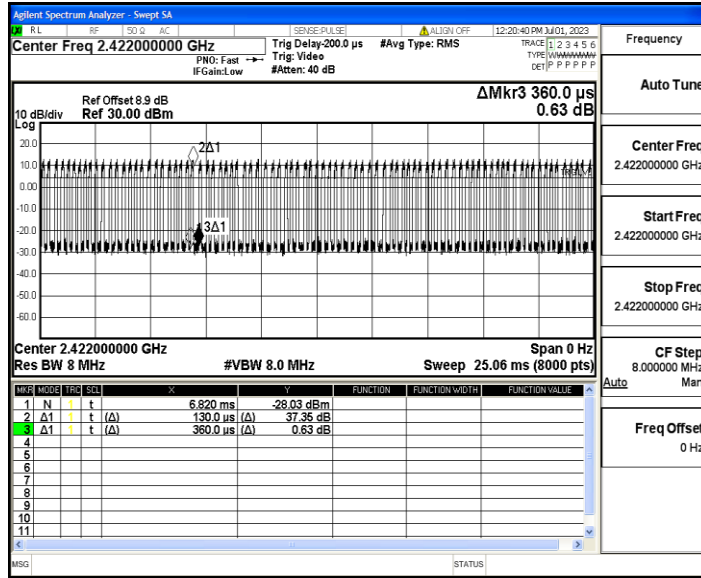 Agilent Spectrum Analyzer - Swept SA
RL RF 50 Ω AC SENSE:PULSE ALIGN OFF 12:20:40 PM Jul 01, 2023
Center Freq 2.422000000 GHz
PNO: Fast
IFGain:Low
Trig Delay-200.0 µs
Trig: Video
#Atten: 40 dB
#Avg Type: RMS
TRACE 1 2 3 4 5 6
TYPE
DET P P P P P P
ΔMkr3 360.0 µs
0.63 dB
Ref Offset 8.9 dB
10 dB/div Ref 30.00 dBm
Log
20.0
10.0
0.00
-10.0
-20.0
-30.0
-40.0
-50.0
-60.0
2Δ1
3Δ1
Center 2.422000000 GHz Span 0 Hz
Res BW 8 MHz #VBW 8.0 MHz Sweep 25.06 ms (8000 pts)
MKR MODE TRC SCL X Y FUNCTION FUNCTION WIDTH FUNCTION VALUE
1 N 1 t 6.820 ms -28.03 dBm
2 Δ1 1 t (Δ) 130.0 µs (Δ) 37.35 dB
3 Δ1 1 t (Δ) 360.0 µs (Δ) 0.63 dB
4
5
6
7
8
9
10
11
MSG STATUS
Frequency
Auto Tune
Center Freq
2.422000000 GHz
Start Freq
2.422000000 GHz
Stop Freq
2.422000000 GHz
CF Step
8.000000 MHz
Auto Man
Freq Offset
0 Hz